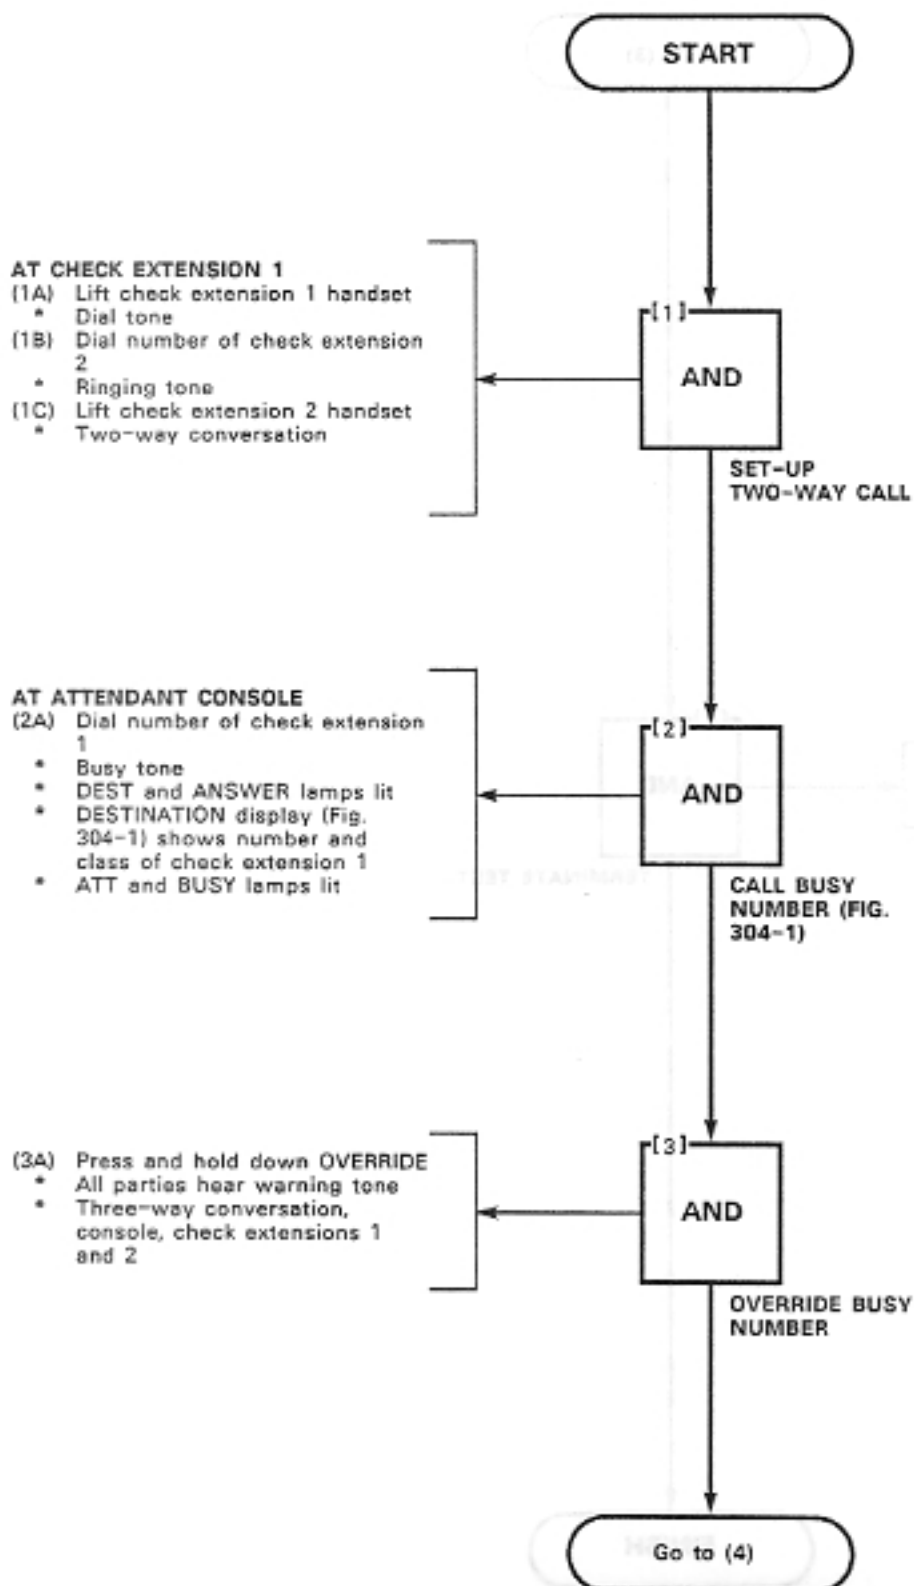 START
AT CHECK EXTENSION 1
(1A) Lift check extension 1 handset
* Dial tone
(1B) Dial number of check extension
2
* Ringing tone
(1C) Lift check extension 2 handset
* Two-way conversation
[1]
AND
SET-UP
TWO-WAY CALL
AT ATTENDANT CONSOLE
(2A) Dial number of check extension
1
* Busy tone
* DEST and ANSWER lamps lit
* DESTINATION display (Fig.
304-1) shows number and
class of check extension 1
* ATT and BUSY lamps lit
[2]
AND
CALL BUSY
NUMBER (FIG.
304-1)
(3A) Press and hold down OVERRIDE
* All parties hear warning tone
* Three-way conversation,
console, check extensions 1
and 2
[3]
AND
OVERRIDE BUSY
NUMBER
Go to (4)